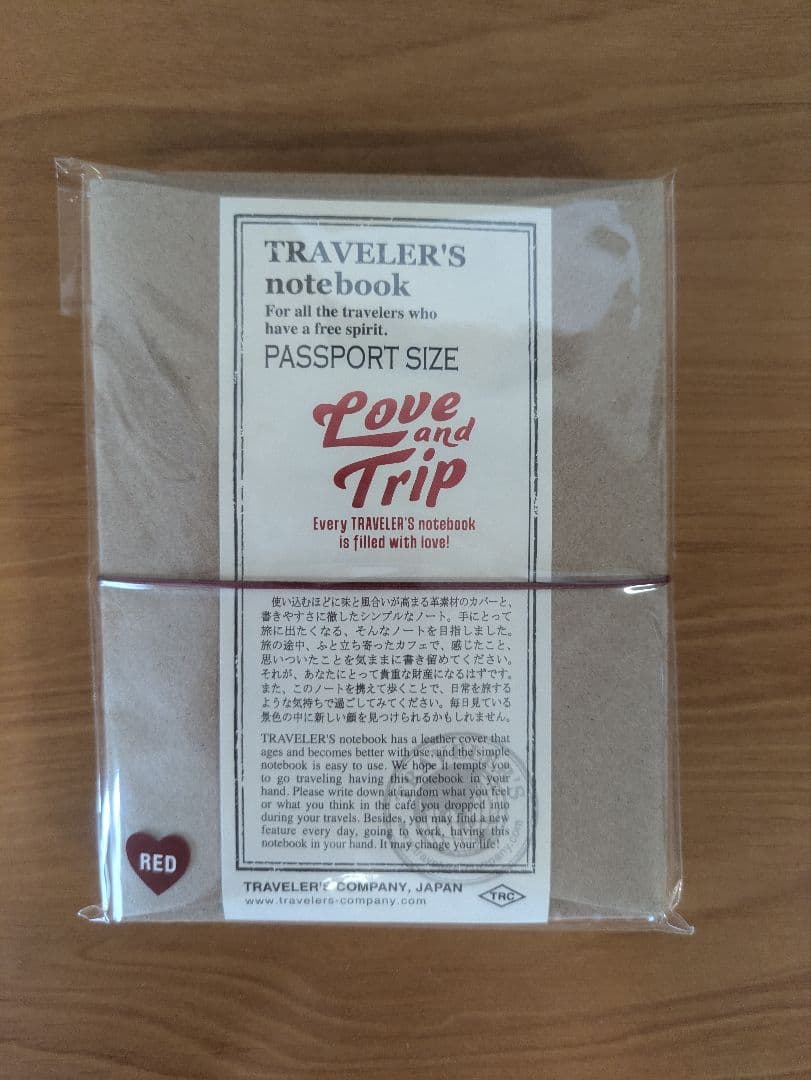 TRAVELER'S
notebook
For all the travelers who
have a free spirit.
PASSPORT SIZE
Love
and
Trip
Every TRAVELER'S notebook
is filled with love!
使い込むほどに味と風合いが高まる革素材のカバーと、
書きやすさに徹したシンプルなノート。手にとって
旅に出たくなる、そんなノートを目指しました。
旅の途中、ふと立ち寄ったカフェで、感じたこと、
思いついたことを気ままに書き留めてください。
それが、あなたにとって貴重な財産になるはずです。
また、このノートを携えて歩くことで、日常を旅する
ような気持ちで過ごしてみてください。毎日見ている
景色の中に新しい顔を見つけられるかもしれません。
TRAVELER'S notebook has a leather cover that
ages and becomes better with use, and the simple
notebook is easy to use. We hope it tempts you
to go traveling having this notebook in your
hand. Please write down at random what you feel
or what you think in the café you dropped into
during your travels. Besides, you may find a new
feature every day, going to work, having this
notebook in your hand. It may change your life!
RED
TRAVELER'S COMPANY, JAPAN
www.travelers-company.com
TRC